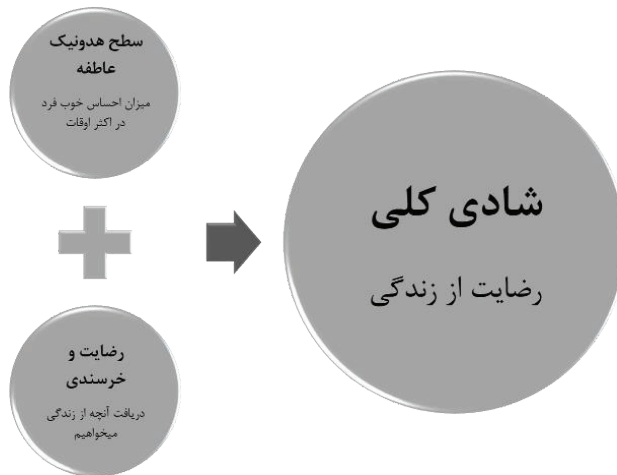 سطح هدونیک
عاطفه
میزان احساس خوب فرد
در اکثر اوقات
رضایت و
خرسندی
دریافت آنچه از زندگی
میخواهیم
شادی کلی
رضایت از زندگی